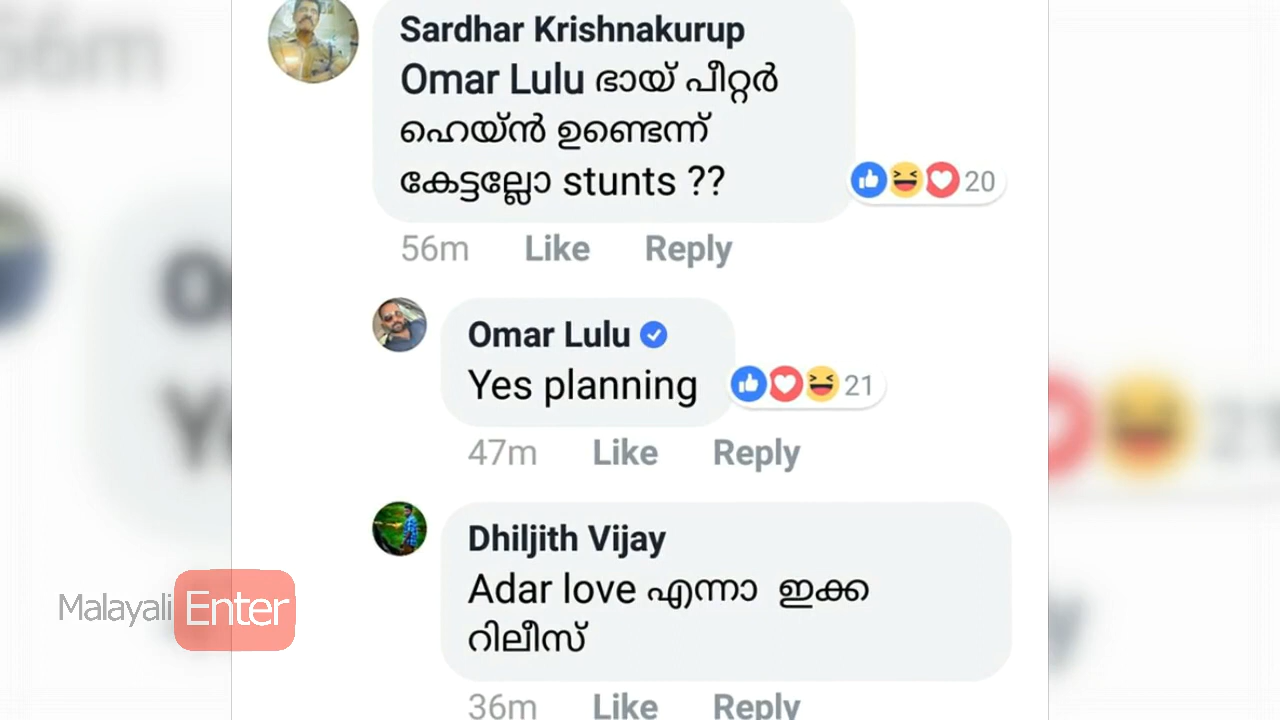 Sardhar Krishnakurup
Omar Lulu ഭായ് പീറ്റർ
ഹെയ്ൻ ഉണ്ടെന്ന്
കേട്ടല്ലോ stunts ??
20
56m Like Reply
Omar Lulu
Yes planning
21
47m Like Reply
Dhiljith Vijay
Adar love എന്നാ ഇക്ക
റിലീസ്
36m Like Reply
Malayali Enter